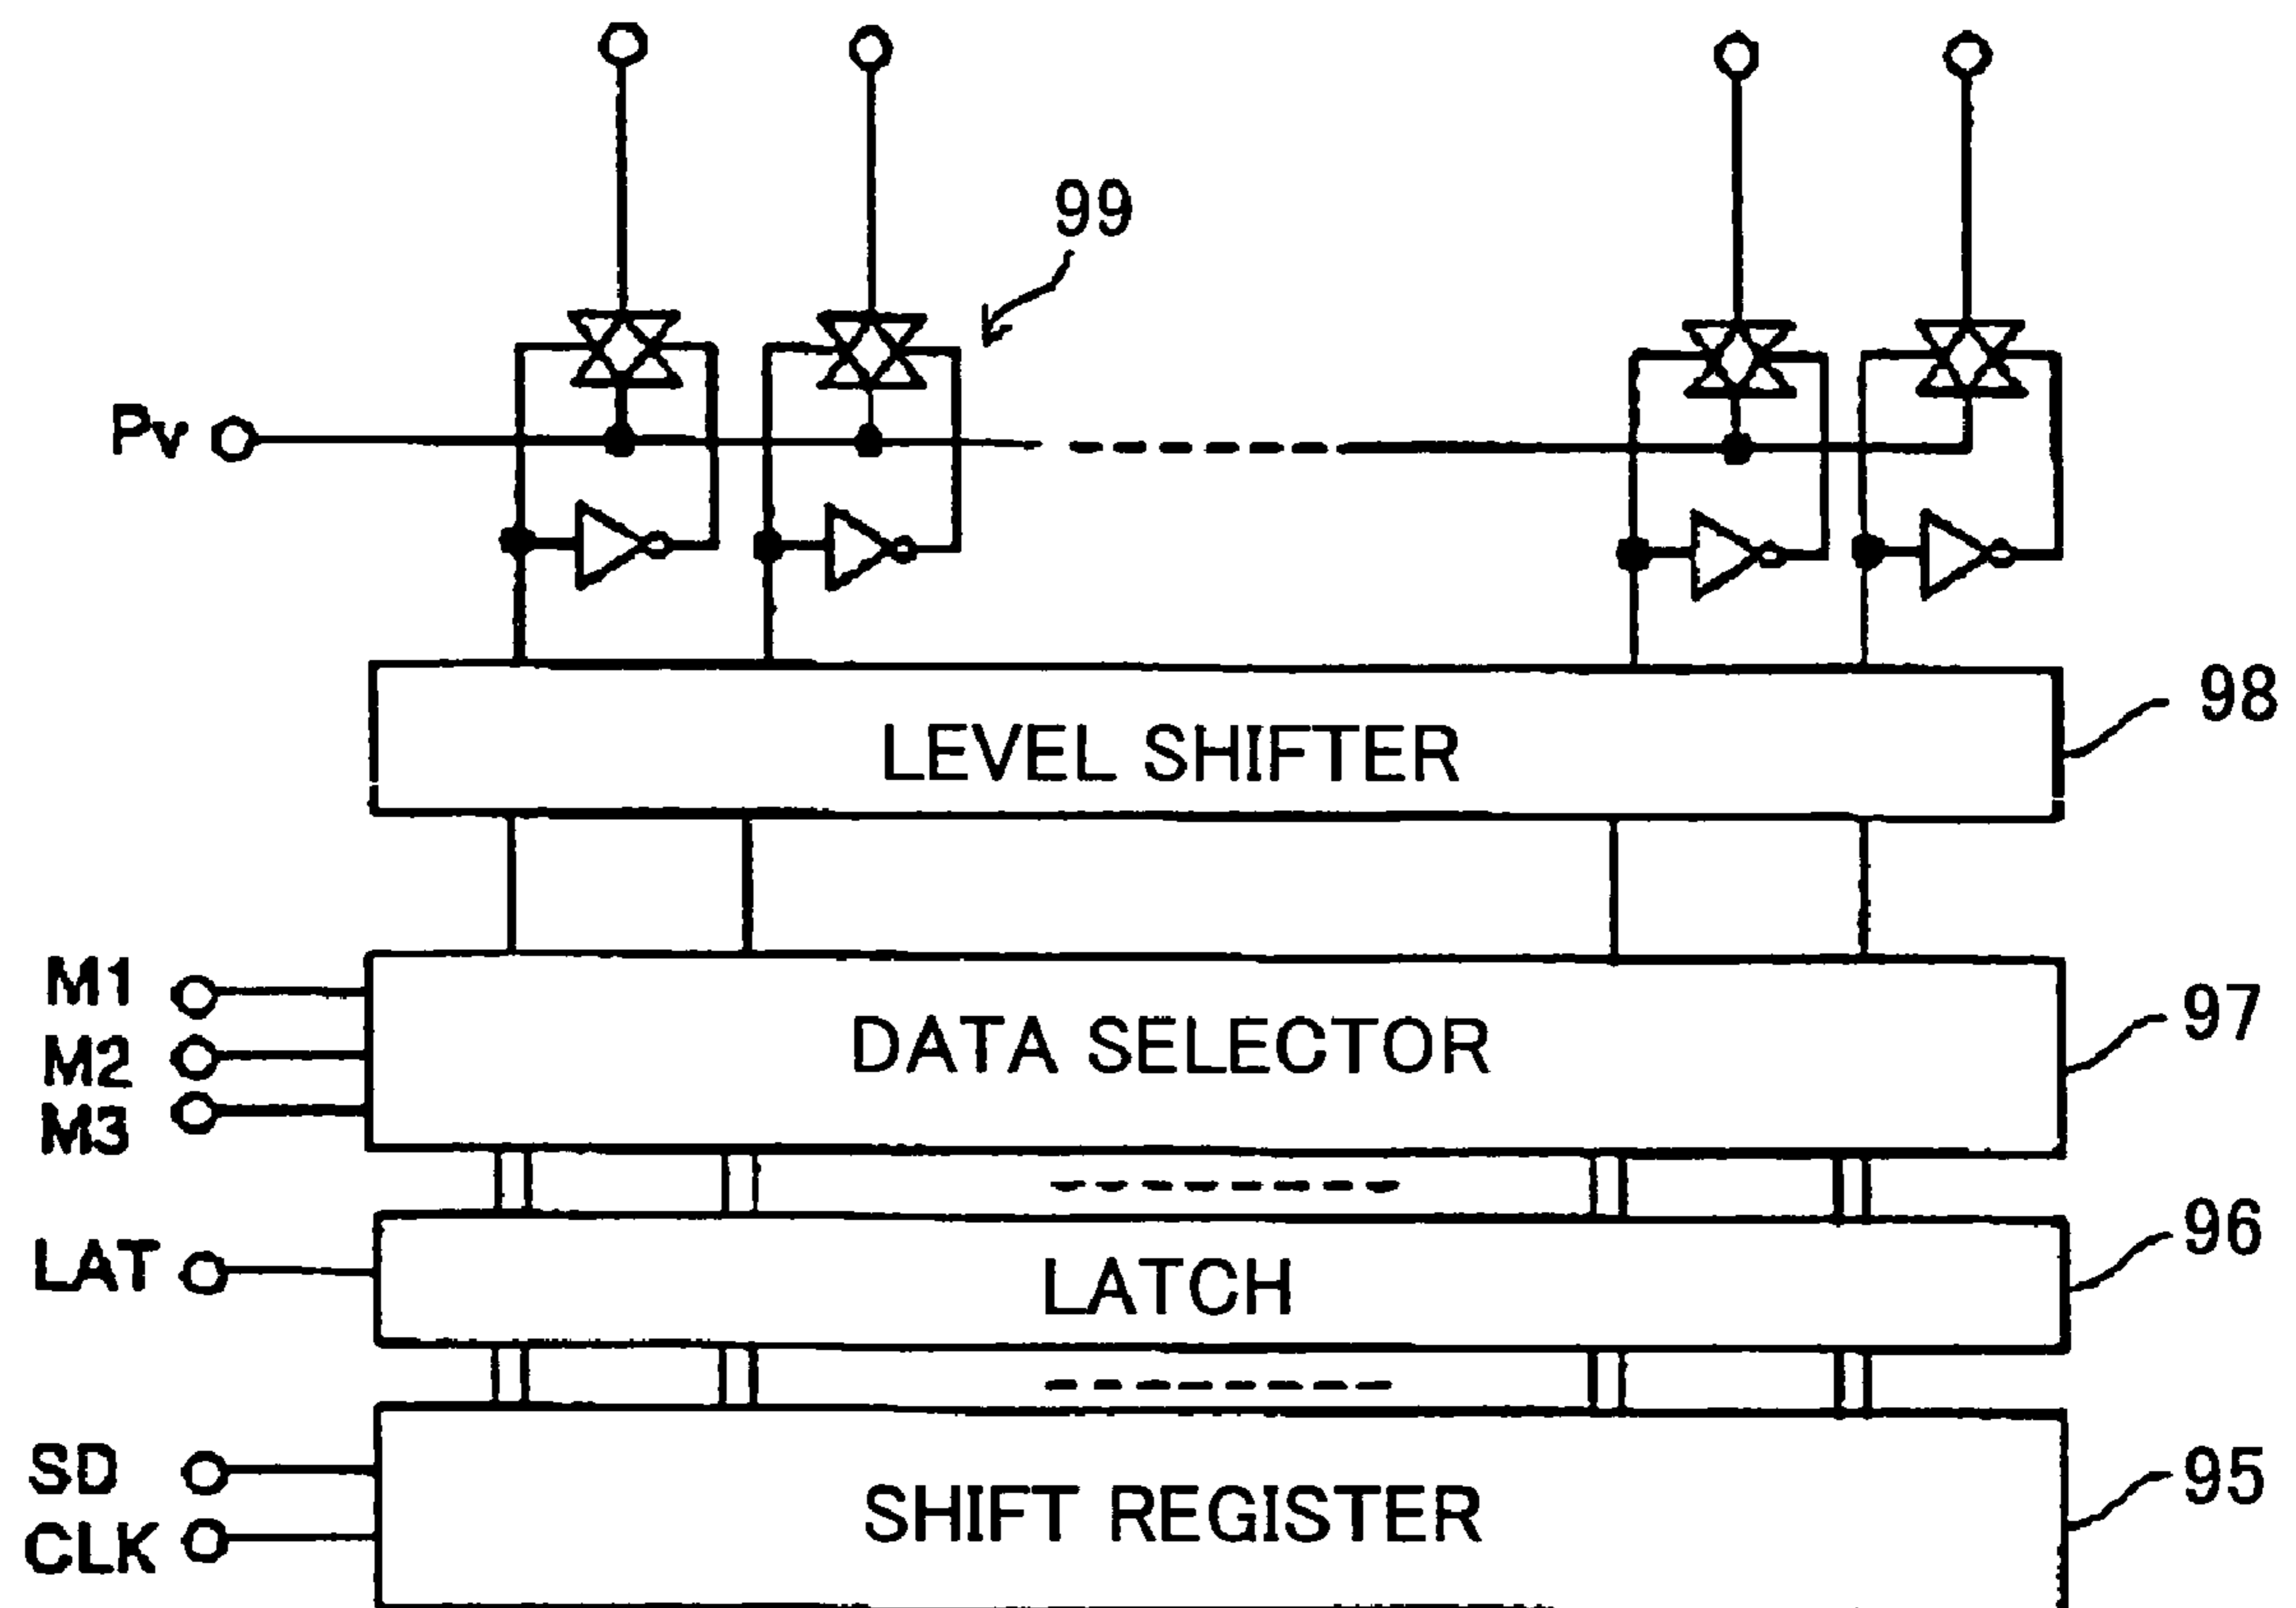 99
Pv
LEVEL SHIFTER
98
M1
M2
M3
DATA SELECTOR
97
LAT
LATCH
96
SD
CLK
SHIFT REGISTER
95